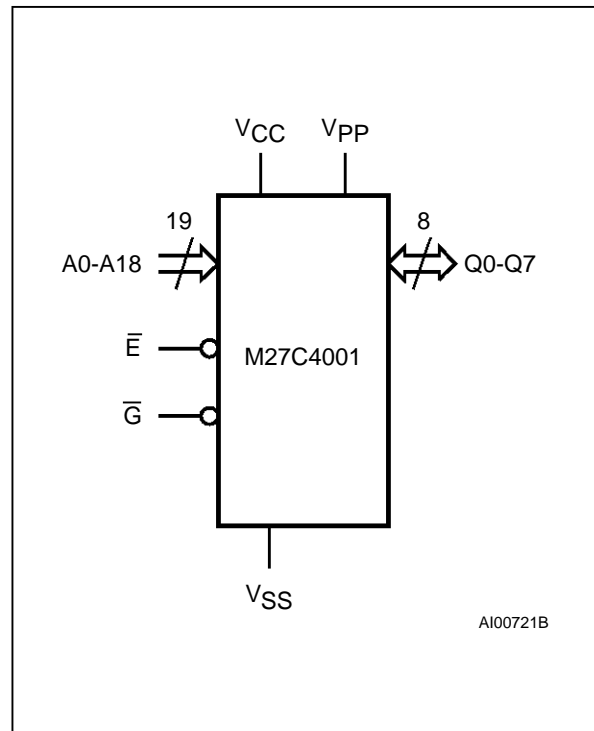 VCC VPP
19 8
A0-A18 Q0-Q7
E̅
M27C4001
G̅
VSS
AI00721B